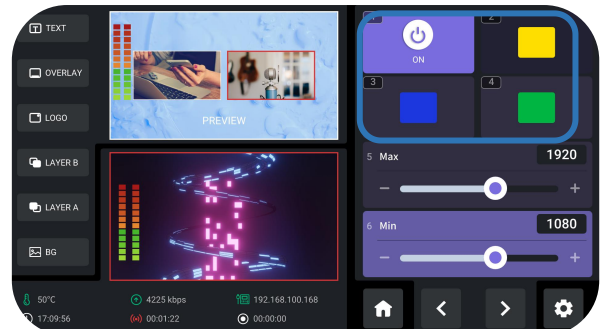 TEXT
OVERLAY
LOGO
LAYER B
LAYER A
BG
PREVIEW
50°C
4225 kbps
192.168.100.168
17:09:56
00:01:22
00:00:00
1
2
ON
3
4
5 Max 1920
6 Min 1080